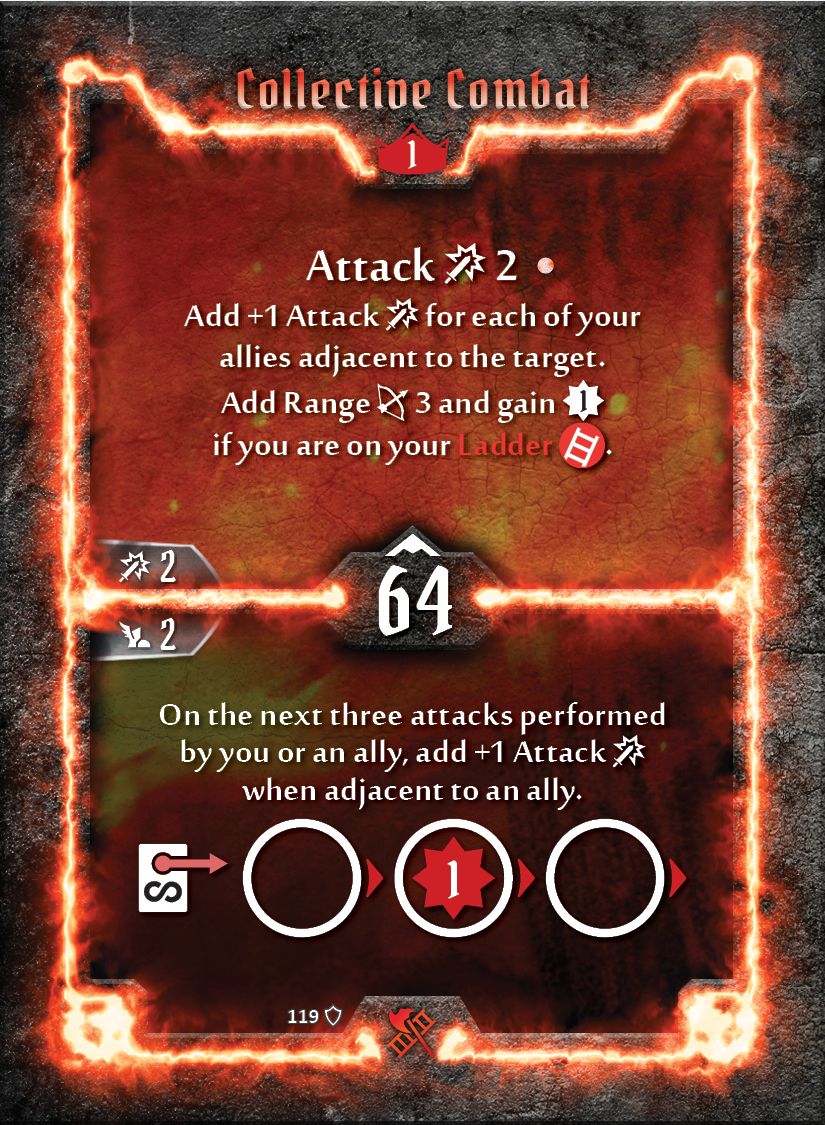 Collective Combat
1
Attack 2
Add +1 Attack for each of your
allies adjacent to the target.
Add Range 3 and gain 1
if you are on your Ladder.
2
64
2
On the next three attacks performed
by you or an ally, add +1 Attack
when adjacent to an ally.
1
119